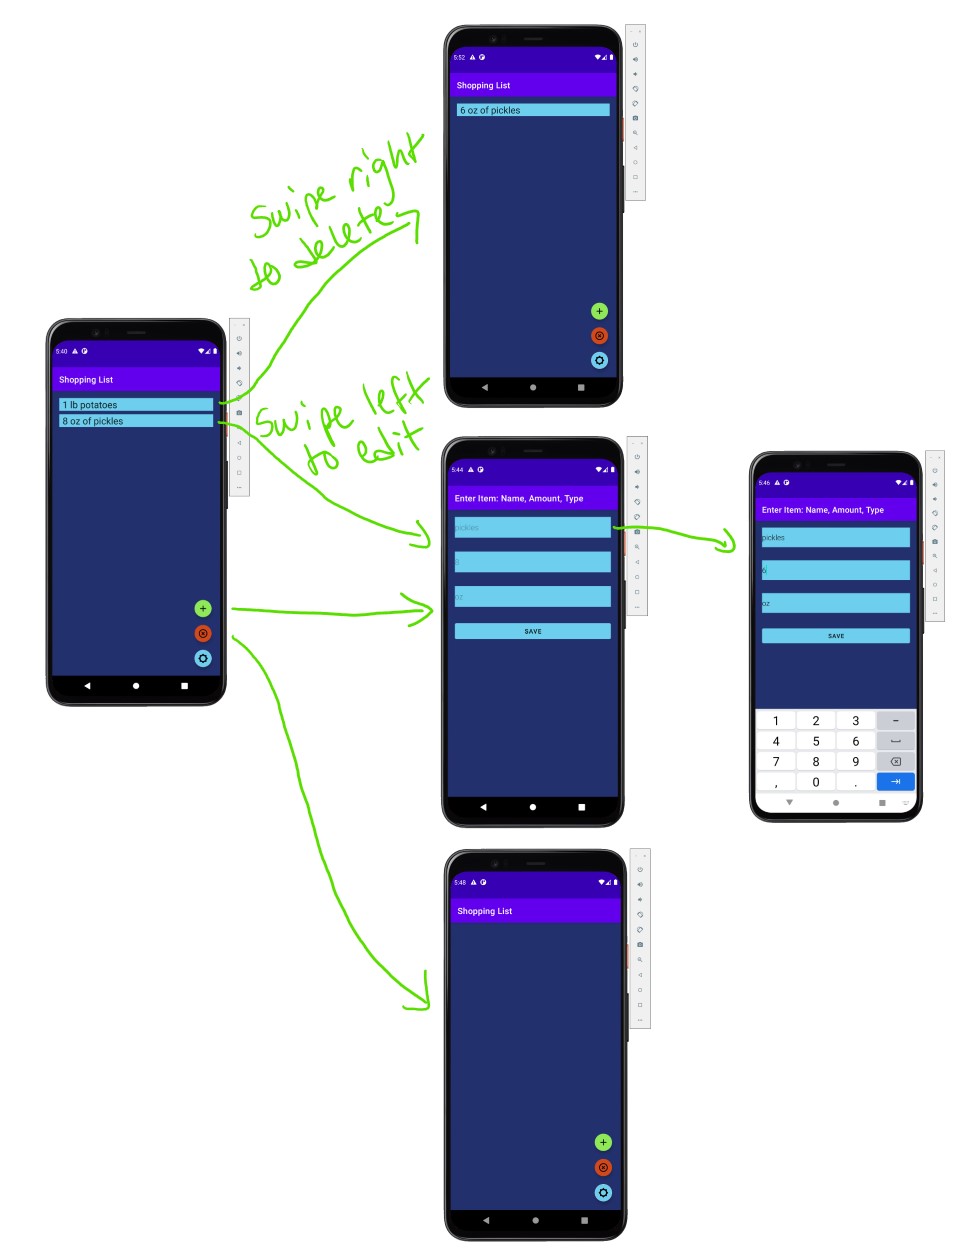 5:52
Shopping List
6 oz of pickles
Swipe right
to delete
5:40
Shopping List
1 lb potatoes
8 oz of pickles
Swipe left
to edit
5:44
Enter Item: Name, Amount, Type
pickles
8
oz
SAVE
5:46
Enter Item: Name, Amount, Type
pickles
6
oz
SAVE
1 2 3 -
4 5 6
7 8 9
, 0 .
5:48
Shopping List